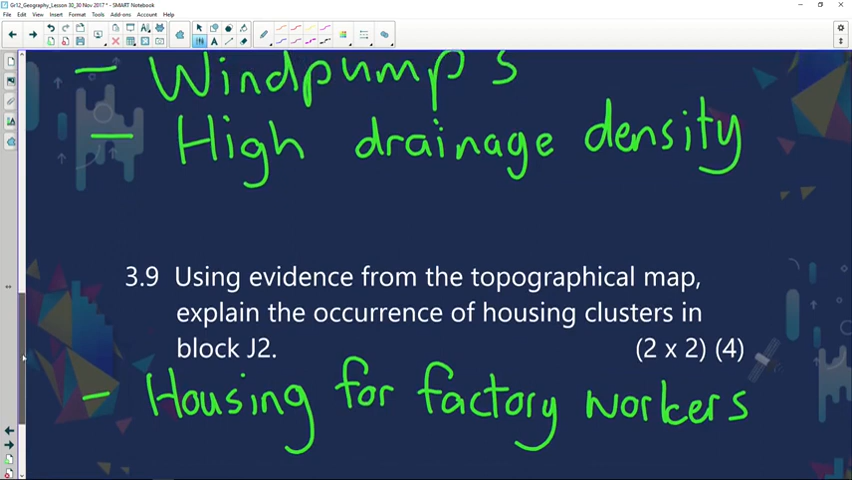 Gr12_Geography_Lesson 30_30 Nov 2017 * - SMART Notebook
File Edit View Insert Format Tools Add-ons Account Help
- Windpumps
- High drainage density
3.9 Using evidence from the topographical map,
explain the occurrence of housing clusters in
block J2. (2 x 2) (4)
- Housing for factory workers